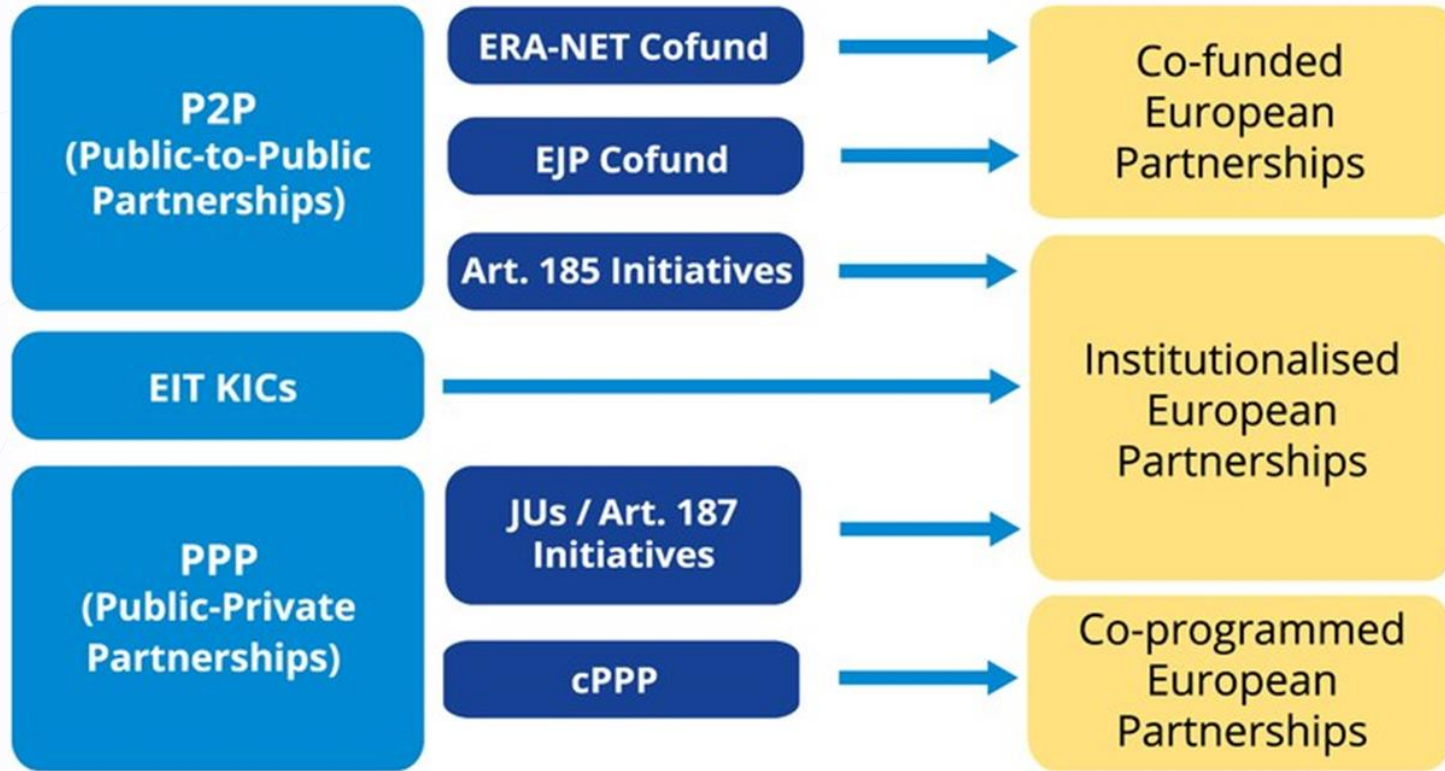 P2P
(Public-to-Public
Partnerships)
ERA-NET Cofund
EJP Cofund
Art. 185 Initiatives
Co-funded
European
Partnerships
EIT KICs
Institutionalised
European
Partnerships
PPP
(Public-Private
Partnerships)
JUs / Art. 187
Initiatives
cPPP
Co-programmed
European
Partnerships